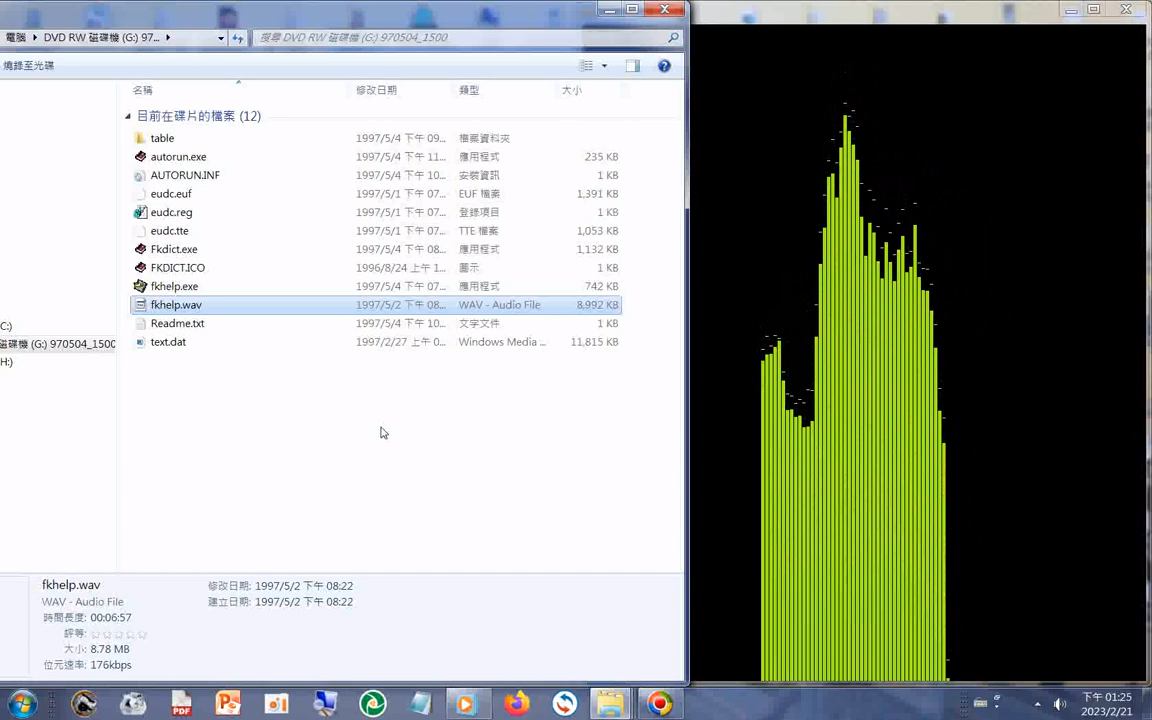 電腦 ▸ DVD RW 磁碟機 (G:) 97... ▸
搜尋 DVD RW 磁碟機 (G:) 970504_1500
燒錄至光碟
名稱 修改日期 類型 大小
目前在碟片的檔案 (12)
table 1997/5/4 下午 09... 檔案資料夾
autorun.exe 1997/5/4 下午 11... 應用程式 235 KB
AUTORUN.INF 1997/5/4 下午 10... 安裝資訊 1 KB
eudc.euf 1997/5/1 下午 07... EUF 檔案 1,391 KB
eudc.reg 1997/5/1 下午 07... 登錄項目 1 KB
eudc.tte 1997/5/1 下午 07... TTE 檔案 1,053 KB
Fkdict.exe 1997/5/4 下午 08... 應用程式 1,132 KB
FKDICT.ICO 1996/8/24 上午 1... 圖示 1 KB
fkhelp.exe 1997/5/4 下午 07... 應用程式 742 KB
fkhelp.wav 1997/5/2 下午 08... WAV - Audio File 8,992 KB
Readme.txt 1997/5/4 下午 10... 文字文件 1 KB
text.dat 1997/2/27 上午 0... Windows Media ... 11,815 KB
C:)
磁碟機 (G:) 970504_1500
H:)
fkhelp.wav
WAV - Audio File
時間長度: 00:06:57
評等:
大小: 8.78 MB
位元速率: 176kbps
修改日期: 1997/5/2 下午 08:22
建立日期: 1997/5/2 下午 08:22
PDF
下午 01:25
2023/2/21